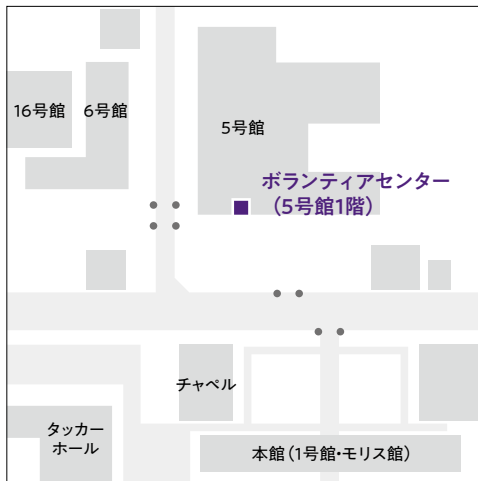 16号館
6号館
5号館
ボランティアセンター
（5号館1階）
チャペル
タッカー
ホール
本館（1号館・モリス館）